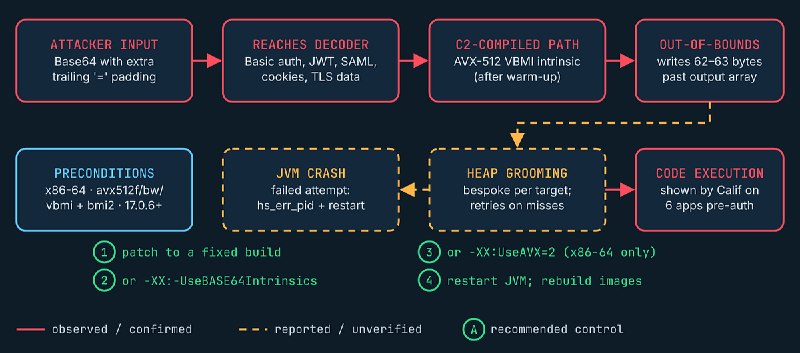 ATTACKER INPUT
Base64 with extra
trailing '=' padding
REACHES DECODER
Basic auth, JWT, SAML,
cookies, TLS data
C2-COMPILED PATH
AVX-512 VBMI intrinsic
(after warm-up)
OUT-OF-BOUNDS
writes 62–63 bytes
past output array
PRECONDITIONS
x86-64 · avx512f/bw/
vbmi + bmi2 · 17.0.6+
JVM CRASH
failed attempt:
hs_err_pid + restart
HEAP GROOMING
bespoke per target;
retries on misses
CODE EXECUTION
shown by Calif on
6 apps pre-auth
1 patch to a fixed build
2 or -XX:-UseBASE64Intrinsics
3 or -XX:UseAVX=2 (x86-64 only)
4 restart JVM; rebuild images
observed / confirmed
reported / unverified
A recommended control